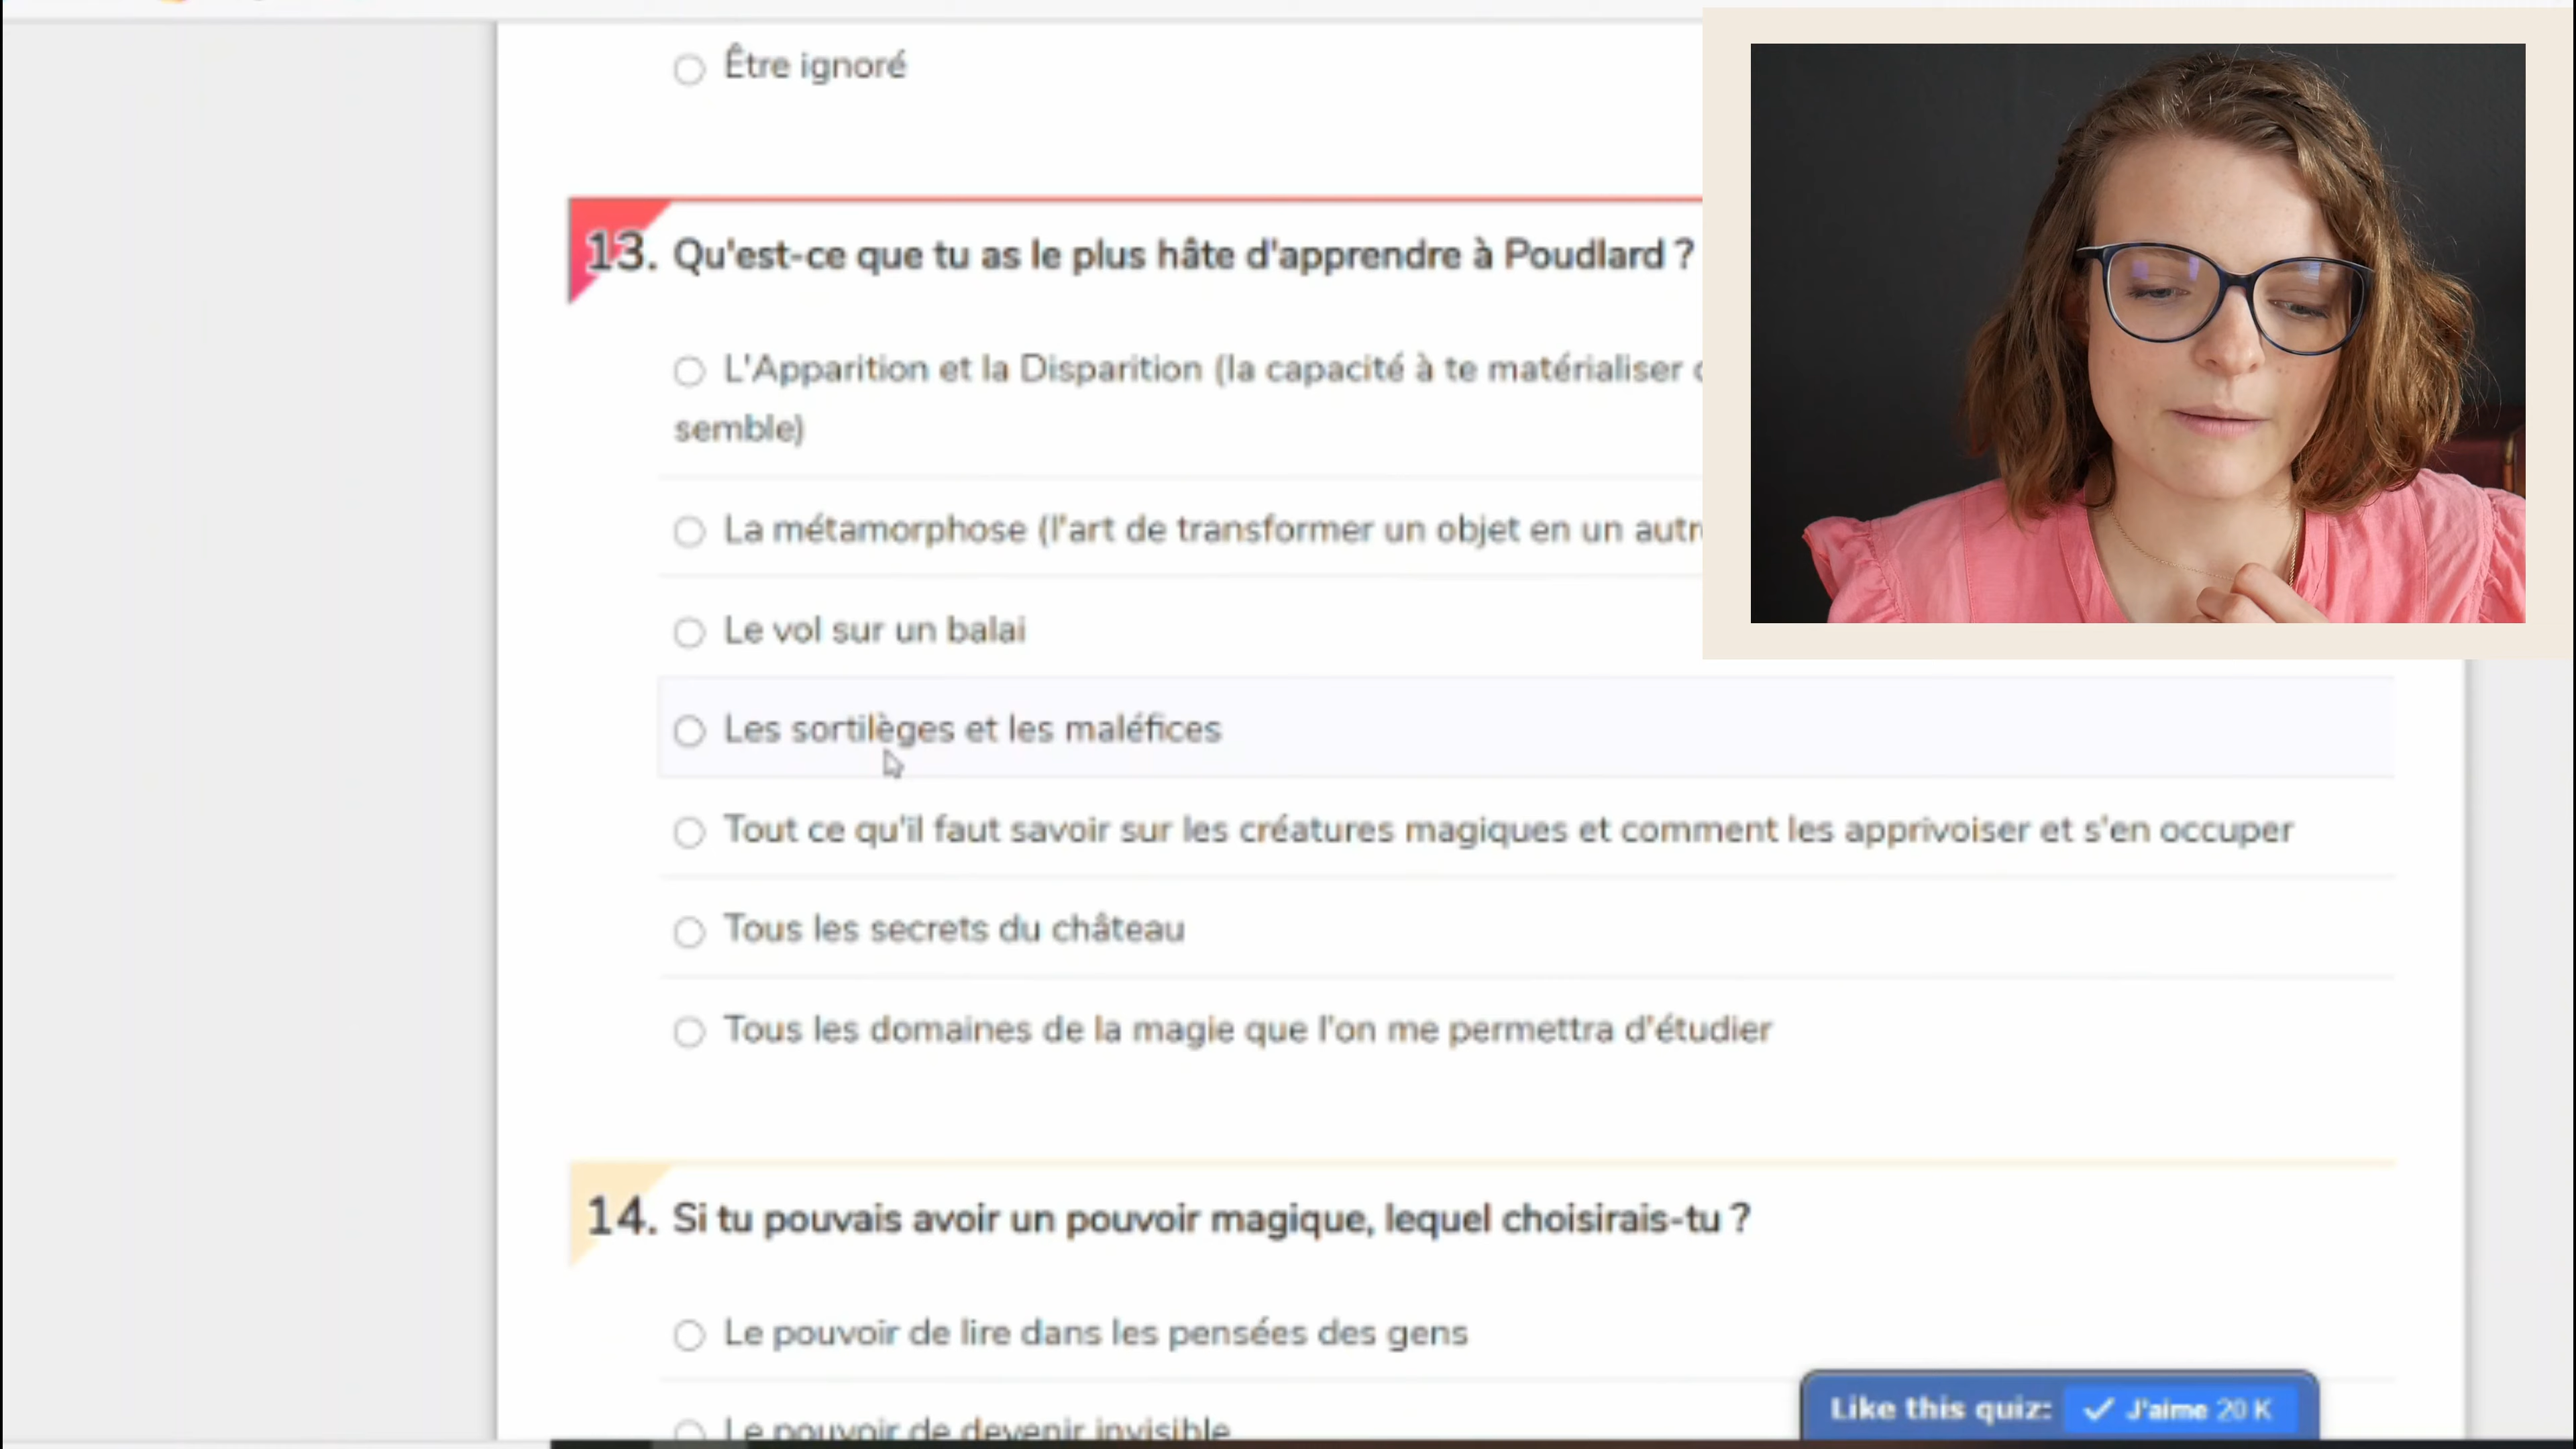 Être ignoré
13. Qu'est-ce que tu as le plus hâte d'apprendre à Poudlard ?
L'Apparition et la Disparition (la capacité à te matérialiser
semble)
La métamorphose (l'art de transformer un objet en un
Le vol sur un balai
Les sortilèges et les maléfices
Tout ce qu'il faut savoir sur les créatures magiques et comment les apprivoiser et s'en occuper
Tous les secrets du château
Tous les domaines de la magie que l'on me permettra d'étudier
14. Si tu pouvais avoir un pouvoir magique, lequel choisirais-tu ?
Le pouvoir de lire dans les pensées des gens
Le pouvoir de devenir invisible
Like this quiz: J'aime 20 K